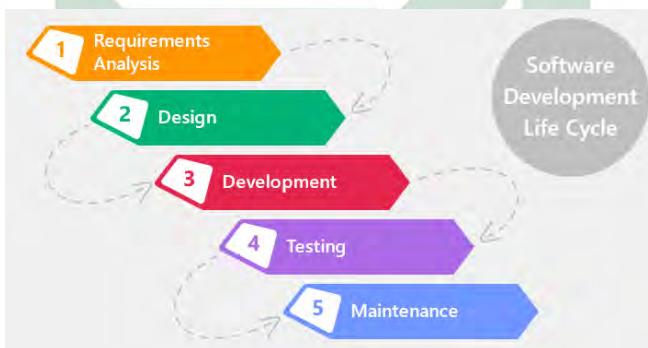 1
Requirements
Analysis
2
Design
3
Development
4
Testing
5
Maintenance
Software
Development
Life Cycle